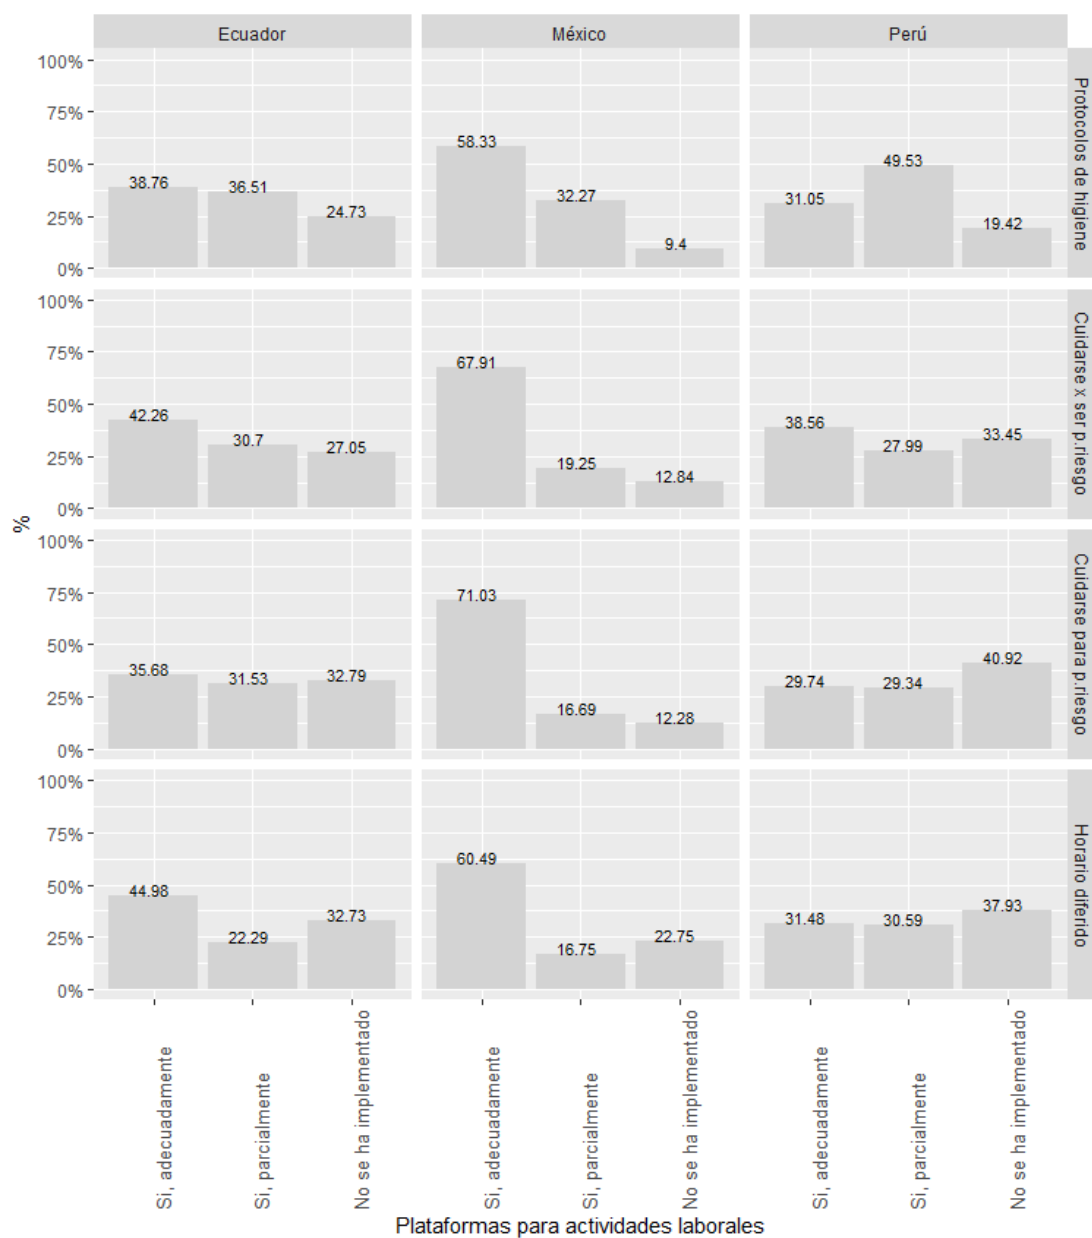 Ecuador México Perú
100%
75%
50%
25%
0%
38.76 36.51 24.73
58.33 32.27 9.4
31.05 49.53 19.42
Protocolos de higiene
100%
75%
50%
25%
0%
42.26 30.7 27.05
67.91 19.25 12.84
38.56 27.99 33.45
Cuidarse x ser p.riesgo
%
100%
75%
50%
25%
0%
35.68 31.53 32.79
71.03 16.69 12.28
29.74 29.34 40.92
Cuidarse para p.riesgo
100%
75%
50%
25%
0%
44.98 22.29 32.73
60.49 16.75 22.75
31.48 30.59 37.93
Horario diferido
Si, adecuadamente
Si, parcialmente
No se ha implementado
Si, adecuadamente
Si, parcialmente
No se ha implementado
Si, adecuadamente
Si, parcialmente
No se ha implementado
Plataformas para actividades laborales